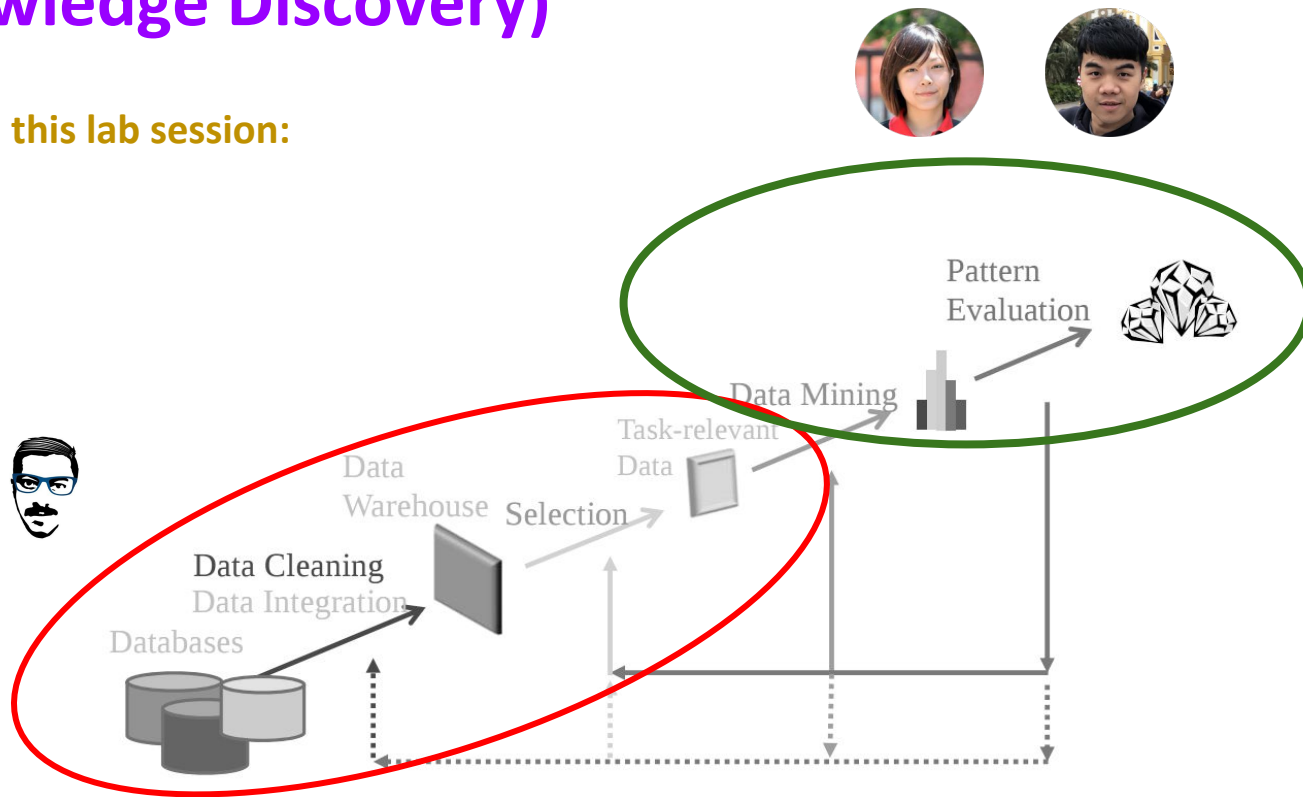 wledge Discovery)
this lab session:
Pattern
Evaluation
Data Mining
Task-relevant
Data
Data
Warehouse
Selection
Data Cleaning
Data Integration
Databases